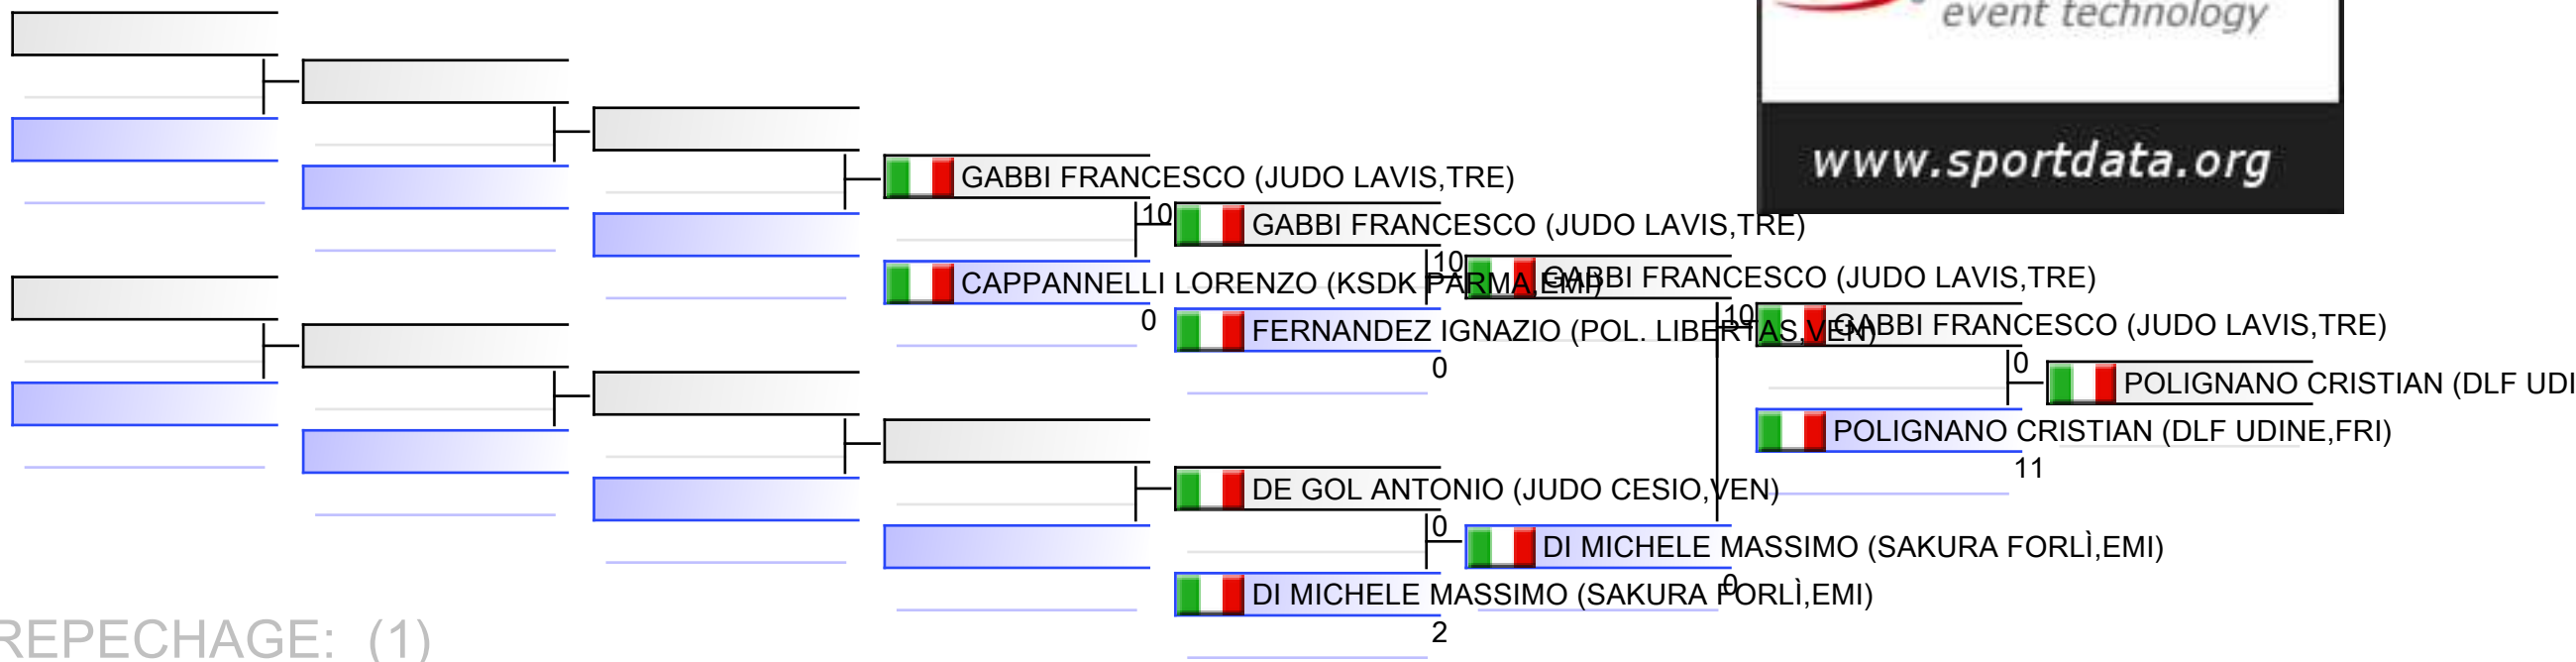 event technology
www.sportdata.org
GABBI FRANCESCO (JUDO LAVIS,TRE)
10
GABBI FRANCESCO (JUDO LAVIS,TRE)
CAPPANNELLI LORENZO (KSDK PARMA,EMI)
0
10
GABBI FRANCESCO (JUDO LAVIS,TRE)
FERNANDEZ IGNAZIO (POL. LIBERTAS,VEN)
0
10
GABBI FRANCESCO (JUDO LAVIS,TRE)
0
POLIGNANO CRISTIAN (DLF UDI
POLIGNANO CRISTIAN (DLF UDINE,FRI)
11
DE GOL ANTONIO (JUDO CESIO,VEN)
0
DI MICHELE MASSIMO (SAKURA FORLÌ,EMI)
0
DI MICHELE MASSIMO (SAKURA FORLÌ,EMI)
2
REPECHAGE: (1)